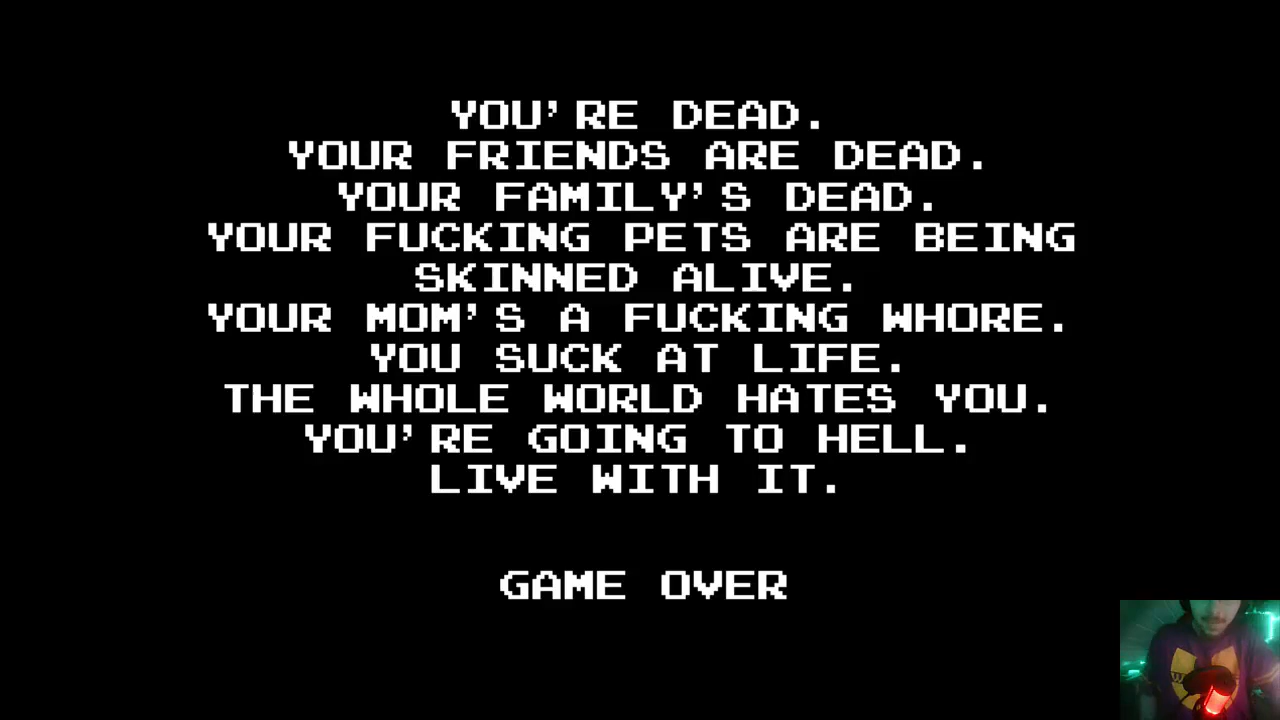 YOU'RE DEAD.
YOUR FRIENDS ARE DEAD.
YOUR FAMILY'S DEAD.
YOUR FUCKING PETS ARE BEING
SKINNED ALIVE.
YOUR MOM'S A FUCKING WHORE.
YOU SUCK AT LIFE.
THE WHOLE WORLD HATES YOU.
YOU'RE GOING TO HELL.
LIVE WITH IT.
GAME OVER